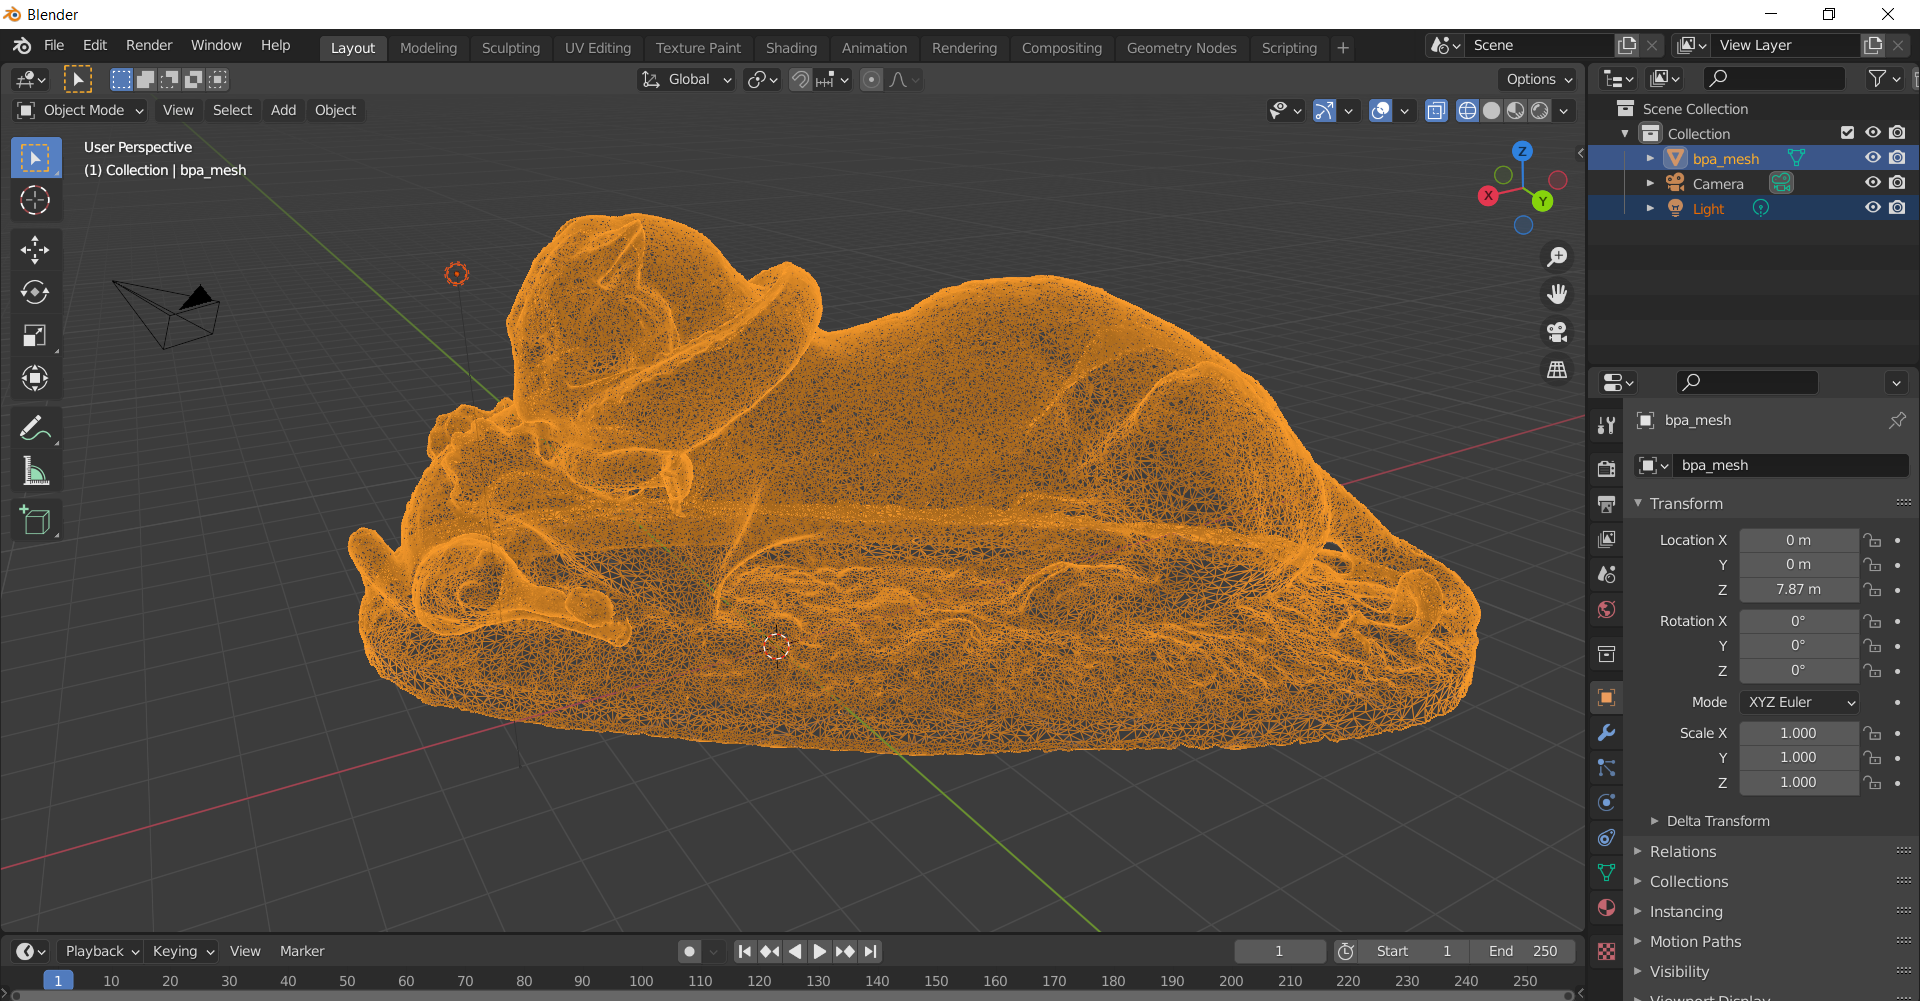 Blender
File Edit Render Window Help Layout Modeling Sculpting UV Editing Texture Paint Shading Animation Rendering Compositing Geometry Nodes Scripting + Scene View Layer
Global Options
Object Mode View Select Add Object
User Perspective
(1) Collection | bpa_mesh
Z
X
Y
Scene Collection
Collection
bpa_mesh
Camera
Light
bpa_mesh
bpa_mesh
Transform
Location X 0 m
Y 0 m
Z 7.87 m
Rotation X 0°
Y 0°
Z 0°
Mode XYZ Euler
Scale X 1.000
Y 1.000
Z 1.000
Delta Transform
Relations
Collections
Instancing
Motion Paths
Visibility
Viewport Display
Playback Keying View Marker 1 Start 1 End 250
1 10 20 30 40 50 60 70 80 90 100 110 120 130 140 150 160 170 180 190 200 210 220 230 240 250